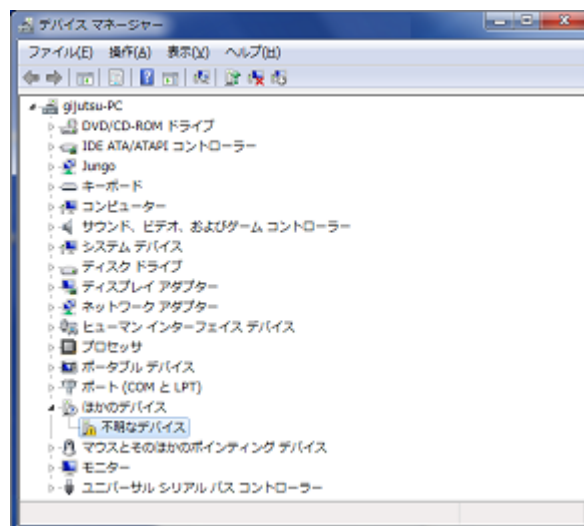 デバイス マネージャー
ファイル(F) 操作(A) 表示(V) ヘルプ(H)
gijutsu-PC
DVD/CD-ROM ドライブ
IDE ATA/ATAPI コントローラー
Jungo
キーボード
コンピューター
サウンド、ビデオ、およびゲーム コントローラー
システム デバイス
ディスク ドライブ
ディスプレイ アダプター
ネットワーク アダプター
ヒューマン インターフェイス デバイス
プロセッサ
ポータブル デバイス
ポート (COM と LPT)
ほかのデバイス
不明なデバイス
マウスとそのほかのポインティング デバイス
モニター
ユニバーサル シリアル バス コントローラー